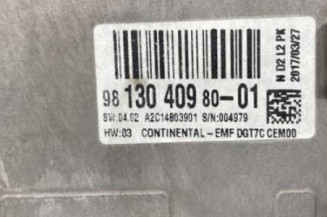 98 130 409 80-01
SW.04.02 A2C14803901 S/N:004979
HW:03 CONTINENTAL-EMF DGT7C CEM00
N D2 L2 PK
2017/03/27